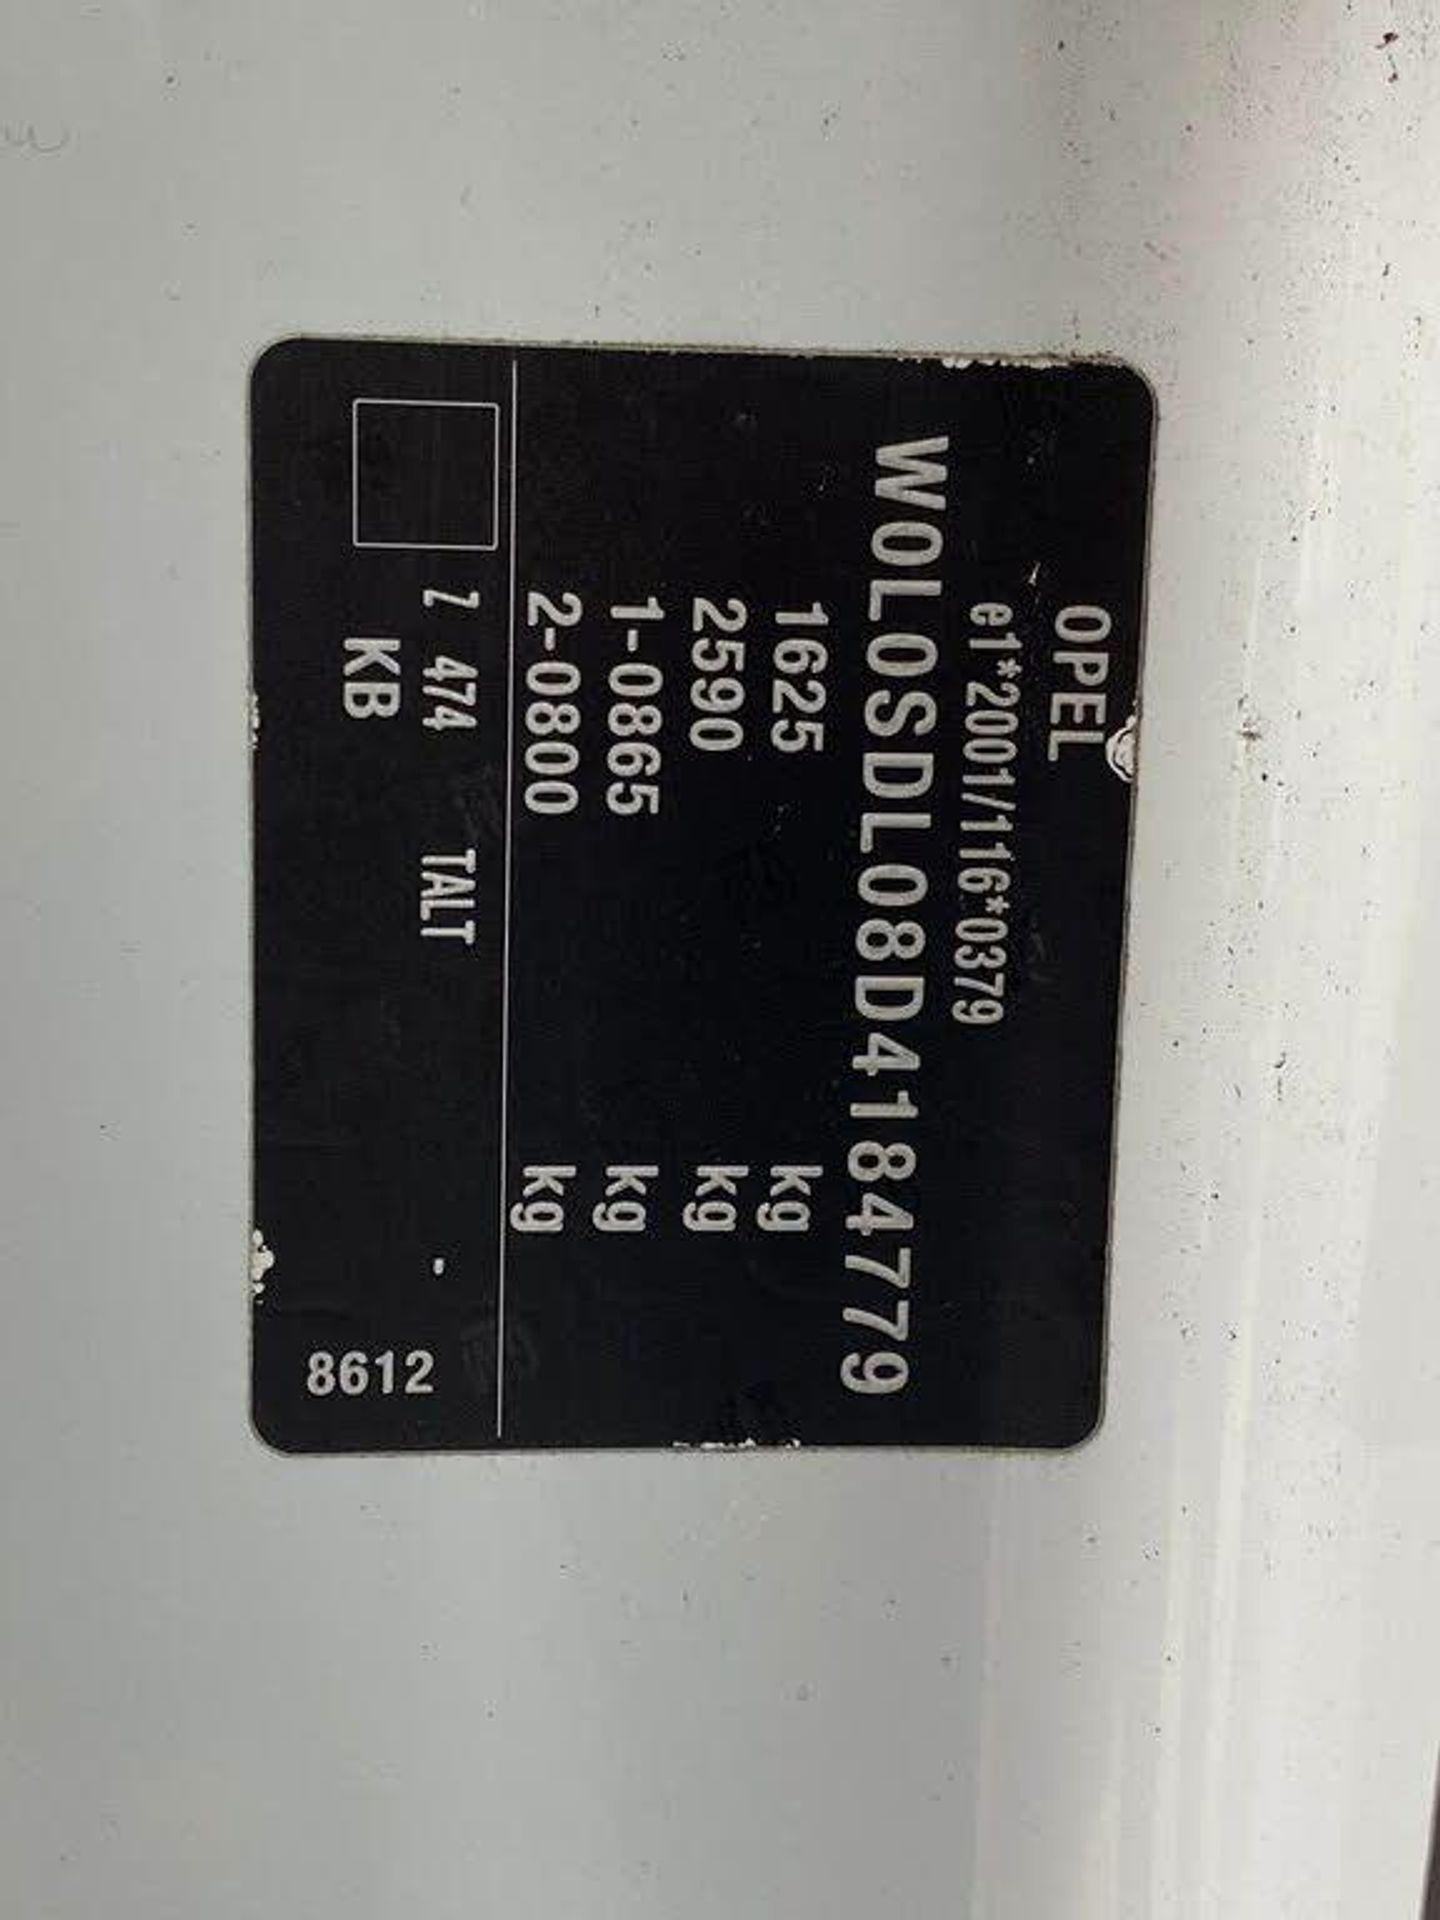 OPEL
e1*2001/116*0379
W0L0SDL08D4184779
1625 kg
2590 kg
1-0865 kg
2-0800 kg
Z 474 TALT -
KB
8612